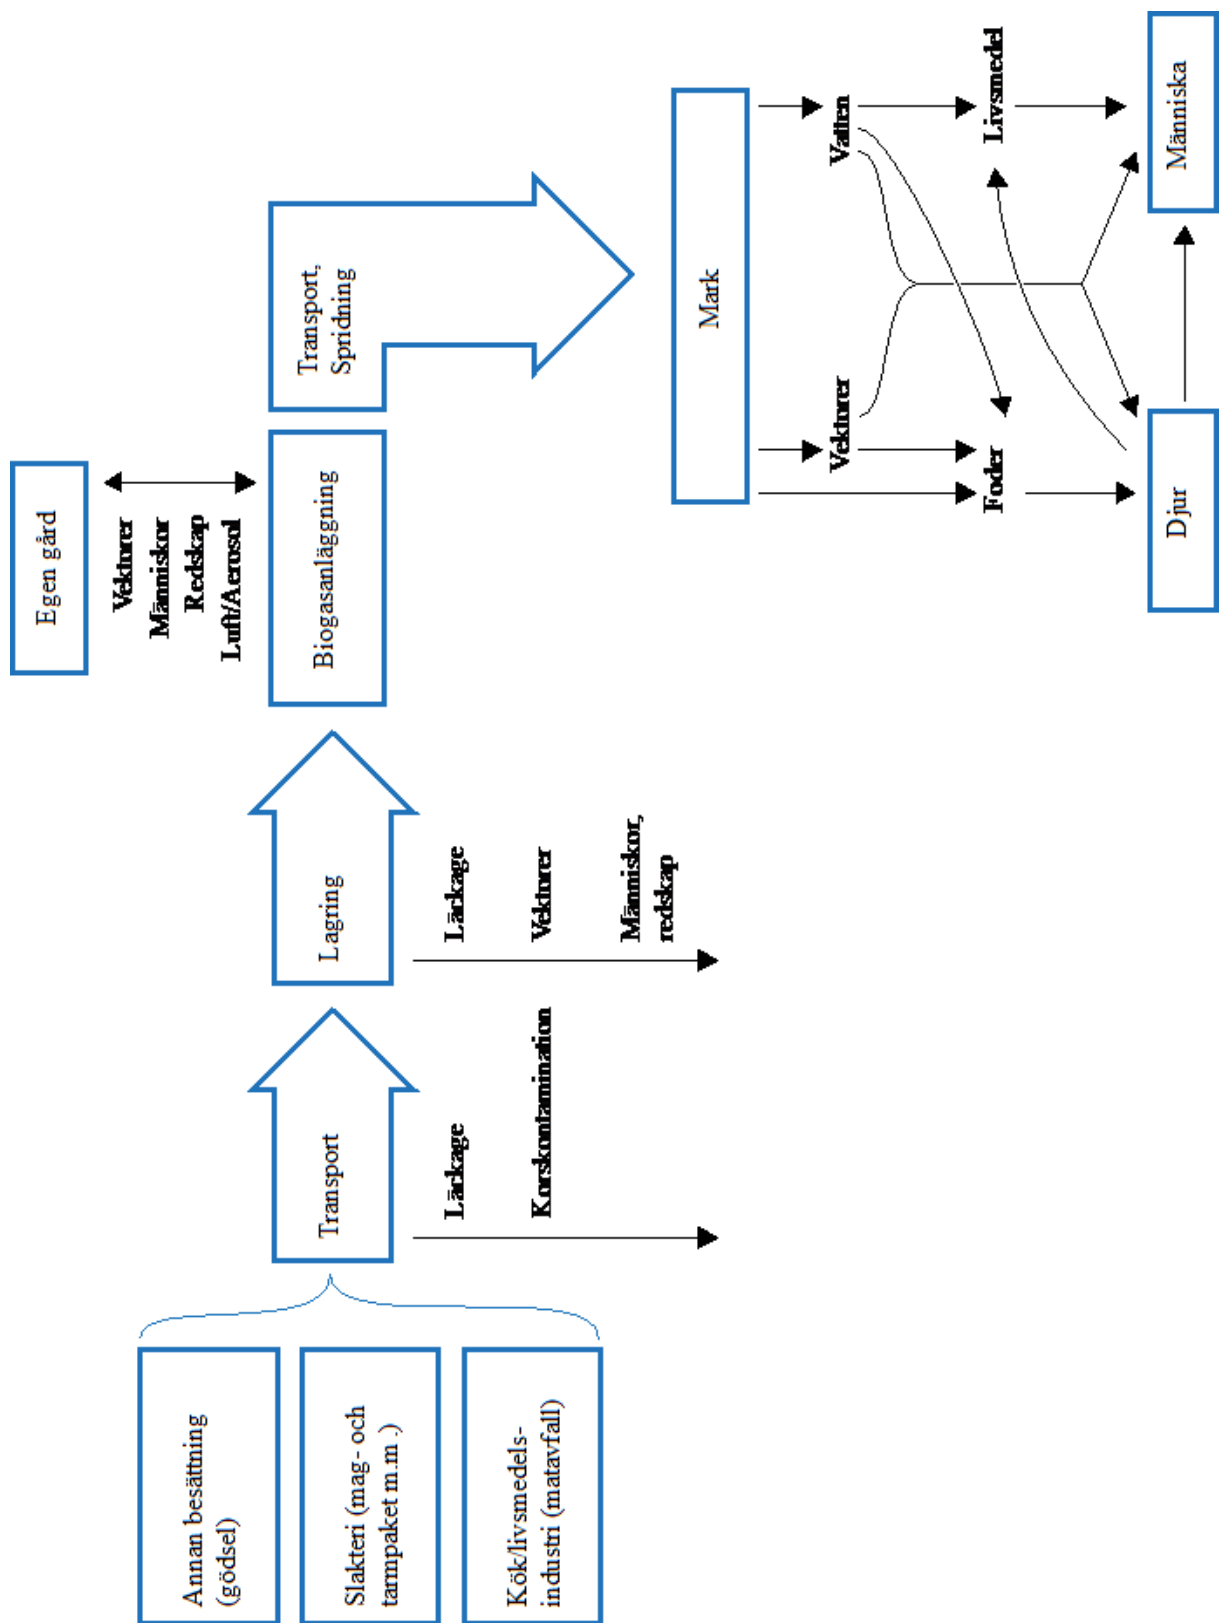 Annan besättning
(gödsel)
Slakteri (mag- och
tarmpaket m.m .)
Kök/livsmedels-
industri (matavfall)
Transport
Läckage
Korskontamination
Lagring
Läckage
Vektorer
Människor,
redskap
Egen gård
Vektorer
Människor
Redskap
Luft/Aerosol
Biogasanläggning
Transport,
Spridning
Mark
Vektorer
Vatten
Foder
Livsmedel
Djur
Människa